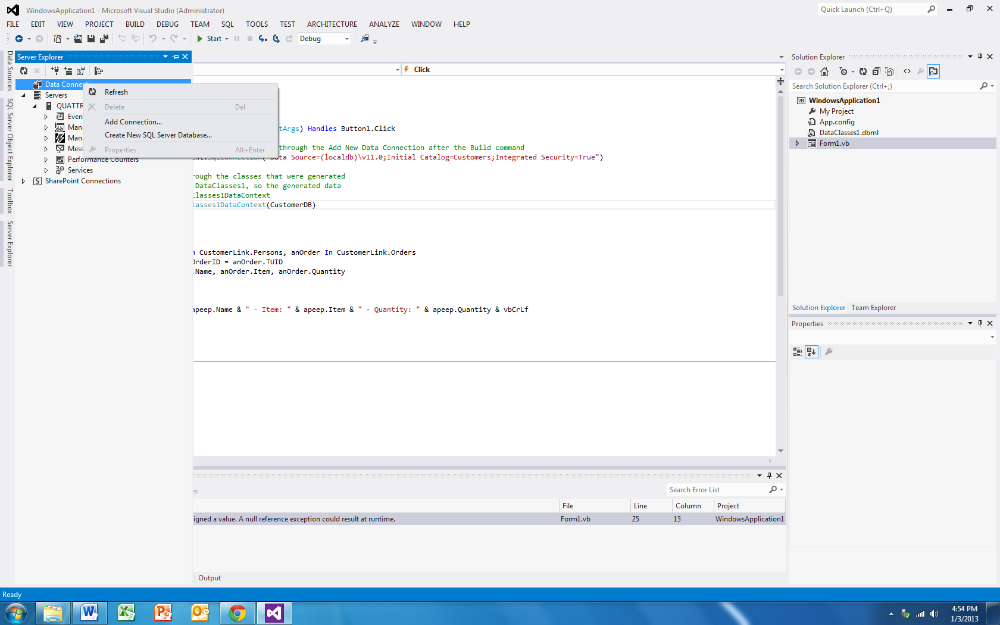 WindowsApplication1 - Microsoft Visual Studio (Administrator)
Quick Launch (Ctrl+Q)
FILE EDIT VIEW PROJECT BUILD DEBUG TEAM SQL TOOLS TEST ARCHITECTURE ANALYZE WINDOW HELP
Start Debug
Data Sources
SQL Server Object Explorer
Toolbox
Server Explorer
Server Explorer
Data Connecti
Servers
QUATTR
Even
Mana
Mana
Mess
Performance Counters
Services
SharePoint Connections
Refresh
Delete Del
Add Connection...
Create New SQL Server Database...
Properties Alt+Enter
Click
tArgs) Handles Button1.Click
through the Add New Data Connection after the Build command
nt.SqlConnection("Data Source=(localdb)\v11.0;Initial Catalog=Customers;Integrated Security=True")
rough the classes that were generated
DataClasses1, so the generated data
Classes1DataContext
lasses1DataContext(CustomerDB)
n CustomerLink.Persons, anOrder In CustomerLink.Orders
OrderID = anOrder.TUID
.Name, anOrder.Item, anOrder.Quantity
apeep.Name & " - Item: " & apeep.Item & " - Quantity: " & apeep.Quantity & vbCrLf
es
Search Error List
File Line Column Project
igned a value. A null reference exception could result at runtime. Form1.vb 25 13 WindowsApplication1
Output
Solution Explorer
Search Solution Explorer (Ctrl+;)
VB WindowsApplication1
My Project
App.config
DataClasses1.dbml
Form1.vb
Solution Explorer Team Explorer
Properties
Ready
4:54 PM
1/3/2013